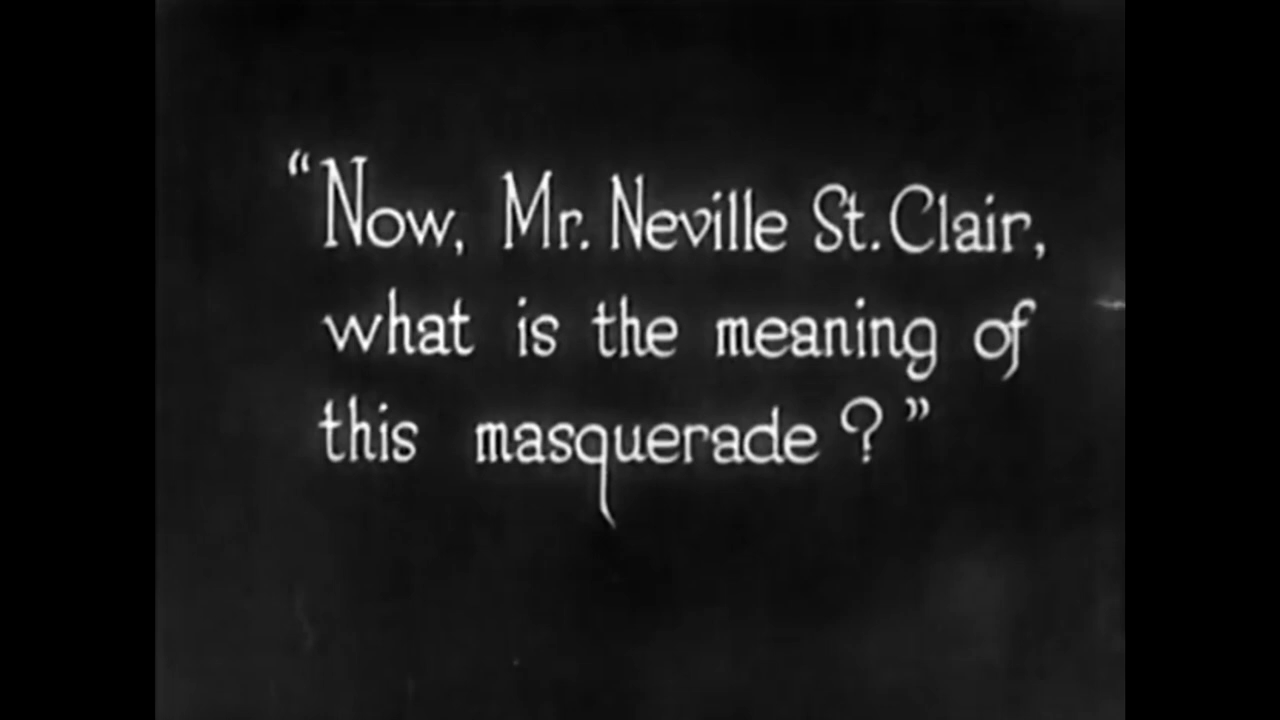 “Now, Mr. Neville St. Clair,
what is the meaning of
this masquerade?”